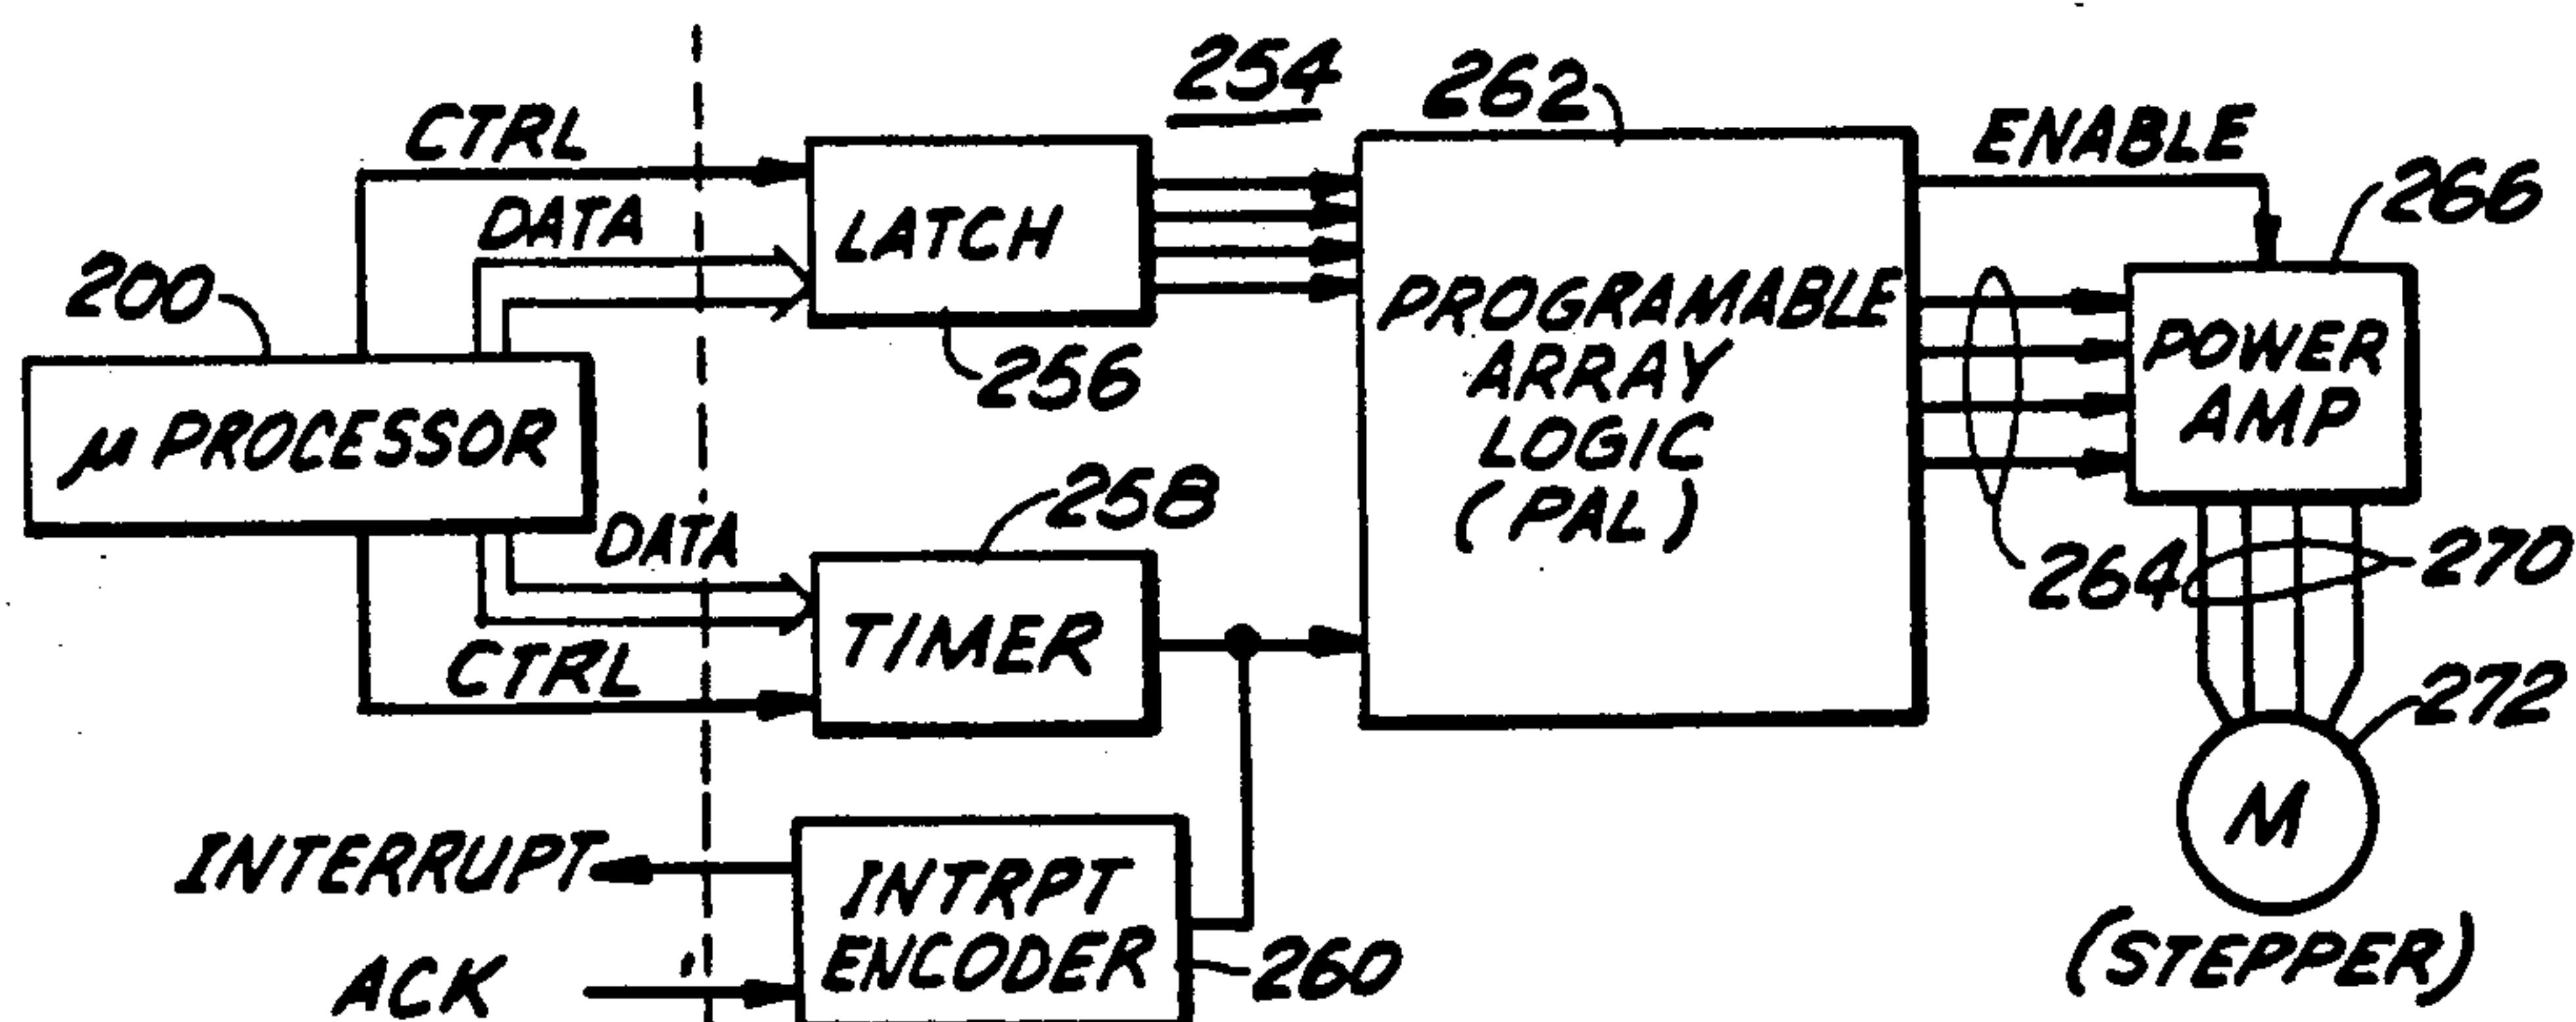 254
262
CTRL
ENABLE
266
DATA
LATCH
200
PROGRAMABLE
ARRAY
LOGIC
(PAL)
POWER
AMP
256
μ PROCESSOR
258
DATA
264
270
TIMER
CTRL
272
M
INTERRUPT
INTRPT
ENCODER
260
(STEPPER)
ACK